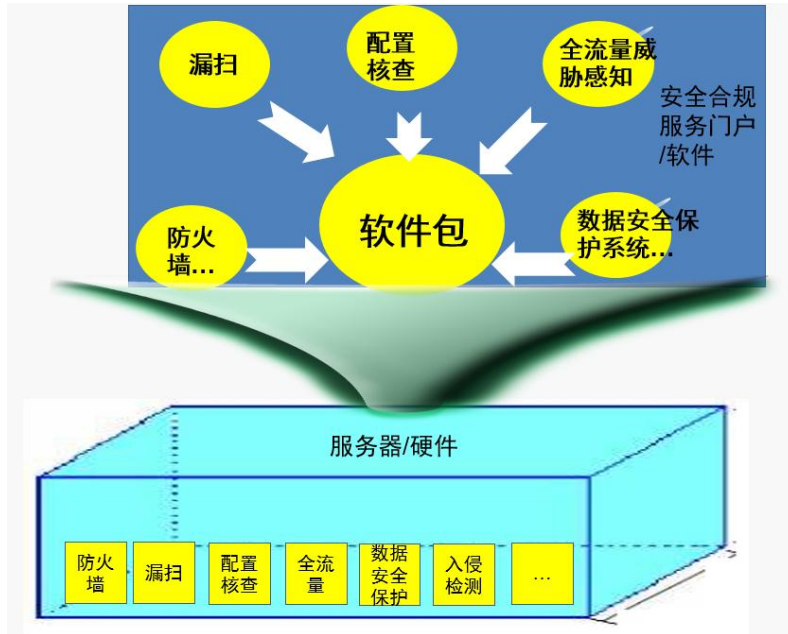 漏扫
配置
核查
全流量威
胁感知
安全合规
服务门户
/软件
软件包
防火
墙...
数据安全保
护系统...
服务器/硬件
防火
墙
漏扫
配置
核查
全流
量
数据
安全
保护
入侵
检测
...